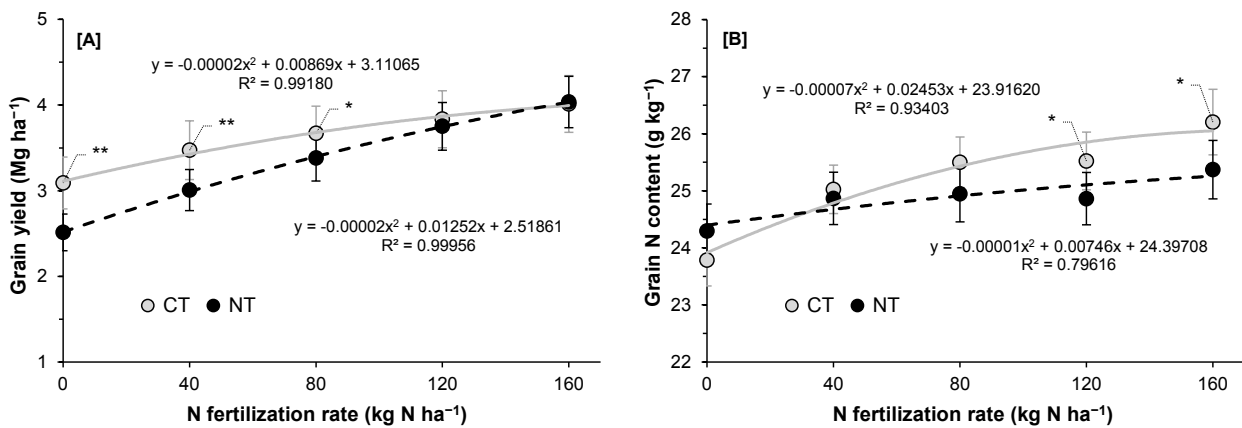 [A]
Grain yield (Mg ha⁻¹)
5
4
3
2
1
y = -0.00002x² + 0.00869x + 3.11065
R² = 0.99180
**
**
*
y = -0.00002x² + 0.01252x + 2.51861
R² = 0.99956
CT NT
0 40 80 120 160
N fertilization rate (kg N ha⁻¹)
[B]
Grain N content (g kg⁻¹)
28
27
26
25
24
23
22
y = -0.00007x² + 0.02453x + 23.91620
R² = 0.93403
*
*
y = -0.00001x² + 0.00746x + 24.39708
R² = 0.79616
CT NT
0 40 80 120 160
N fertilization rate (kg N ha⁻¹)